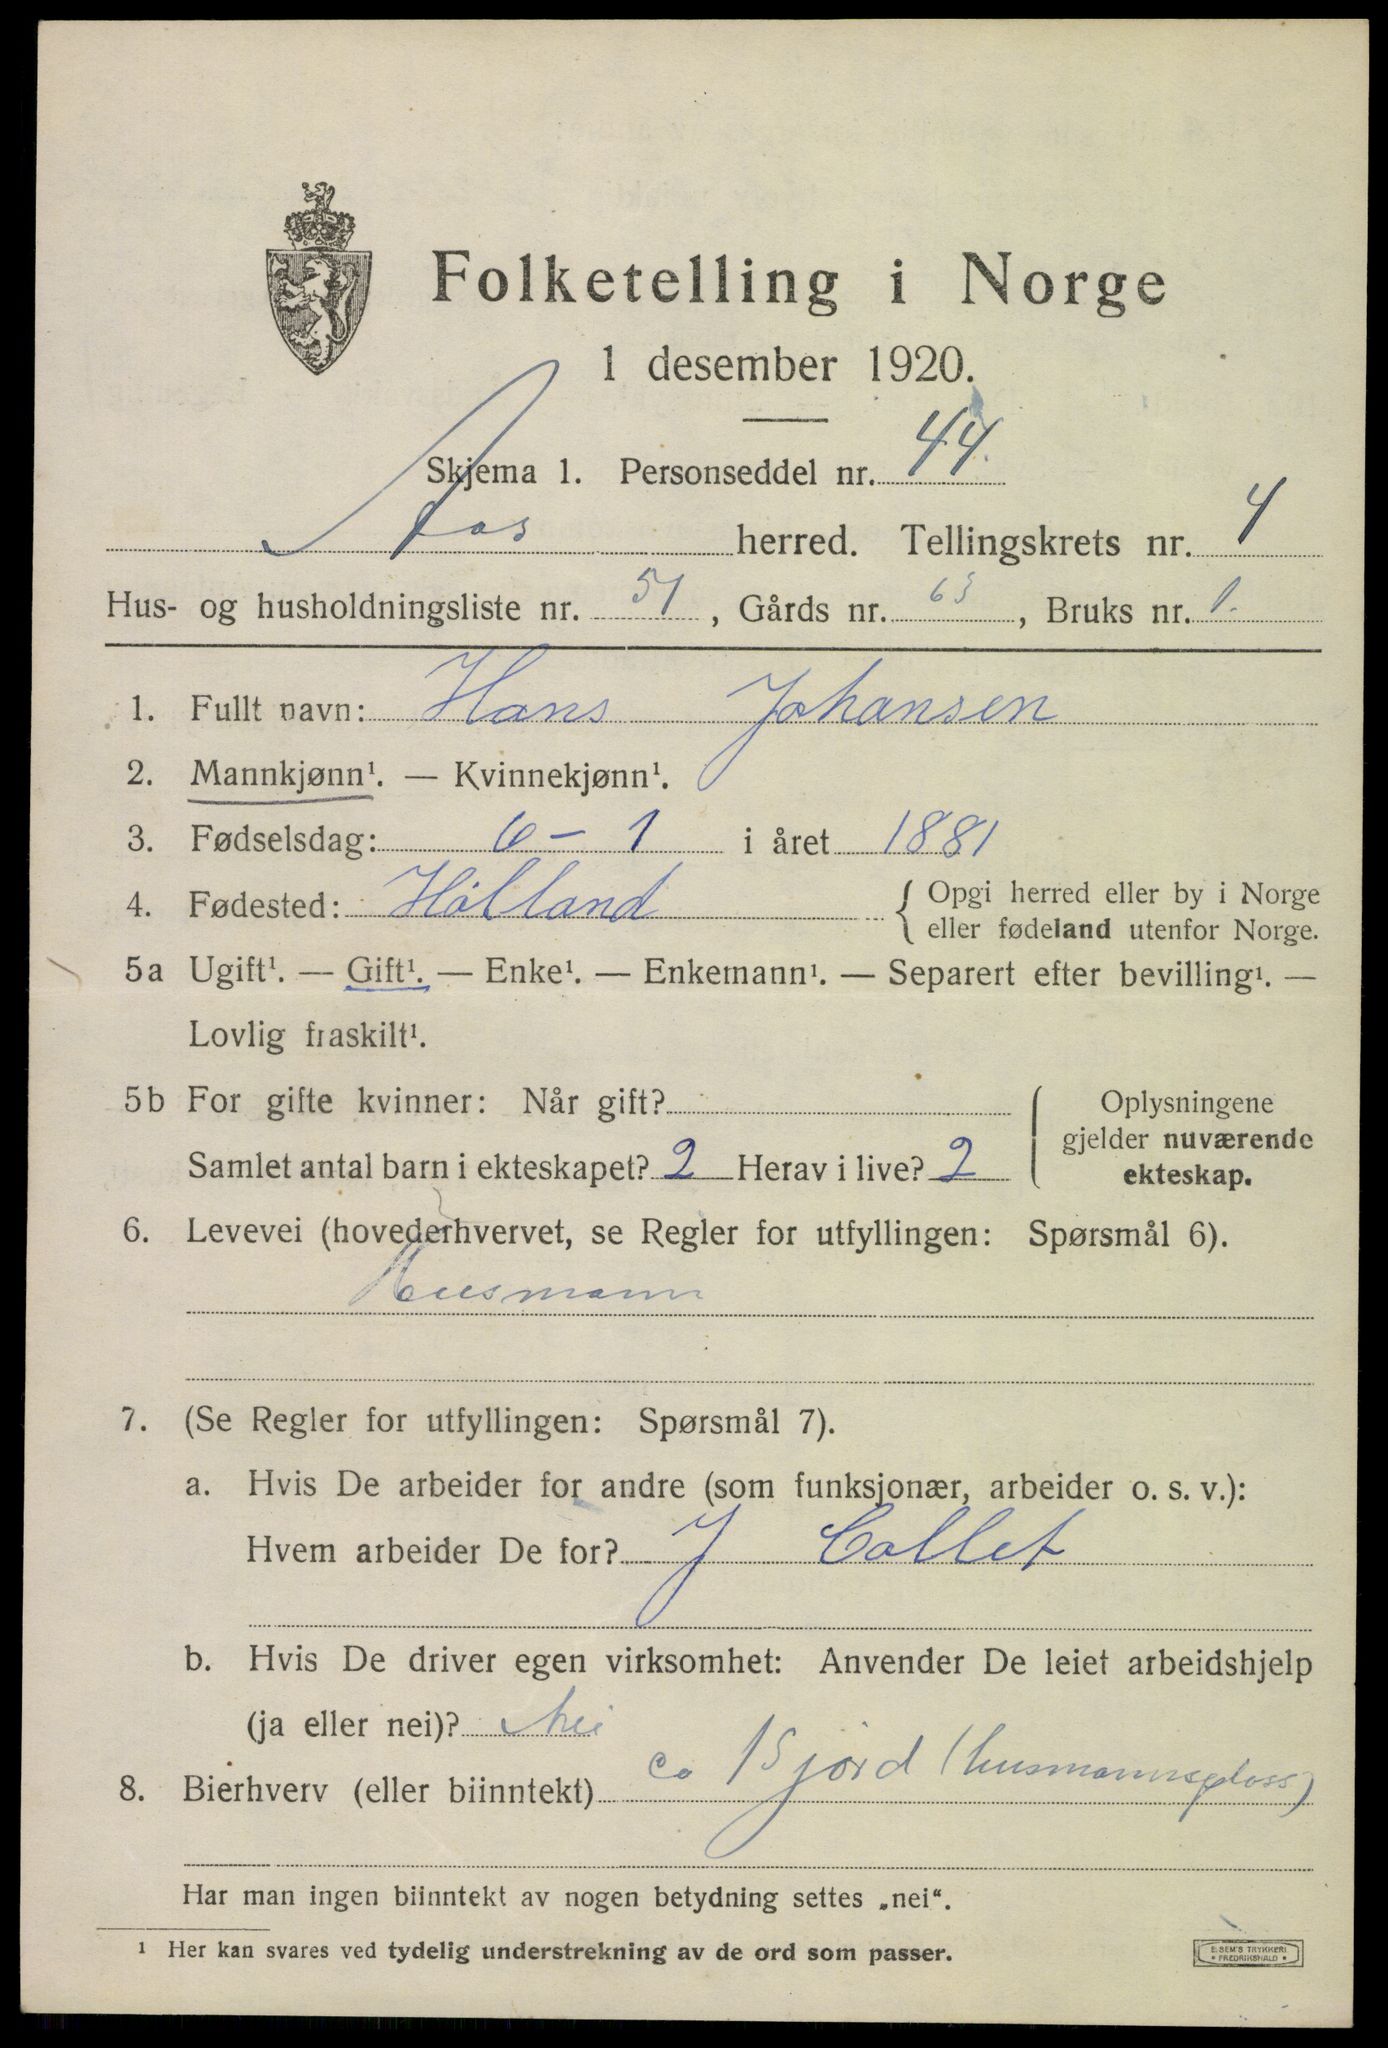 Folketelling i Norge
1 desember 1920.
Skjema 1. Personseddel nr. 44.
Aas herred. Tellingskrets nr. 4
Hus- og husholdningsliste nr. 51, Gårds nr. 63, Bruks nr. 1.
1. Fullt navn: Hans Johansen
2. Mannkjønn¹. — Kvinnekjønn¹.
3. Fødselsdag: 6 – 1 i året 1881
4. Fødested: Høland { Opgi herred eller by i Norge
eller fødeland utenfor Norge.
5a Ugift¹. — Gift¹. — Enke¹. — Enkemann¹. — Separert efter bevilling¹. —
Lovlig fraskilt¹.
5b For gifte kvinner: Når gift?
Samlet antal barn i ekteskapet? 2 Herav i live? 2
Oplysningene
gjelder nuværende
ekteskap.
6. Levevei (hovederhvervet, se Regler for utfyllingen: Spørsmål 6).
Husmann
7. (Se Regler for utfyllingen: Spørsmål 7).
a. Hvis De arbeider for andre (som funksjonær, arbeider o. s. v.):
Hvem arbeider De for? J Collet
b. Hvis De driver egen virksomhet: Anvender De leiet arbeidshjelp
(ja eller nei)? Nei
8. Bierhverv (eller biinntekt) jord (husmannsplass)
Har man ingen biinntekt av nogen betydning settes „nei“.
¹ Her kan svares ved tydelig understrekning av de ord som passer.
E. SEM'S TRYKKERI
• FREDRIKSHALD •